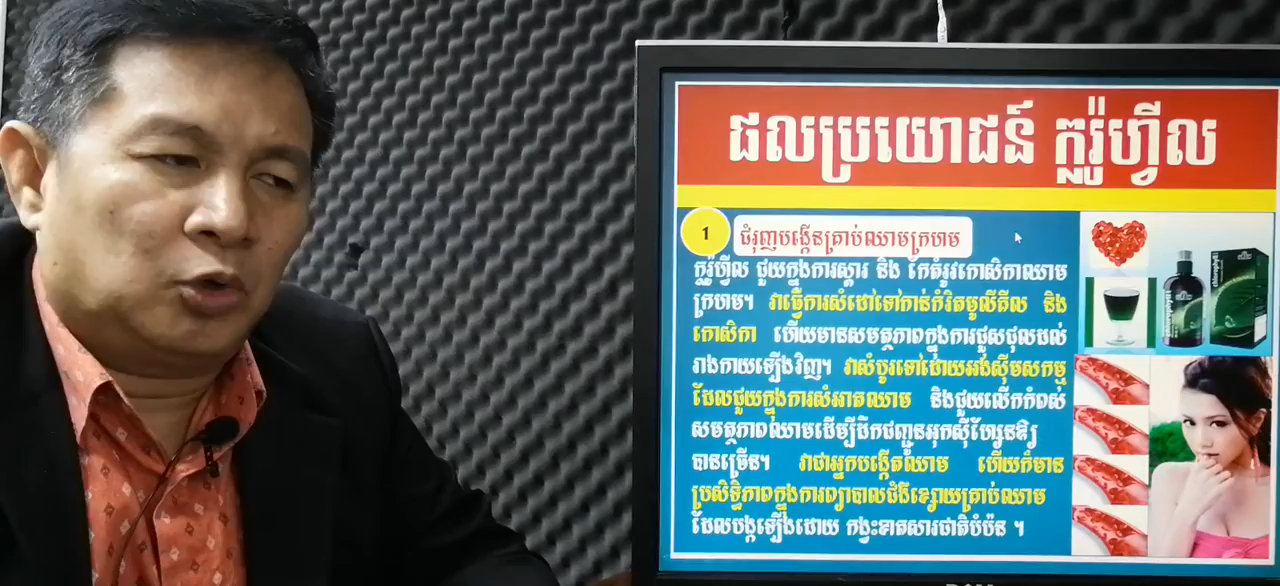 ផលប្រយោជន៍ ក្លរ៉ូហ្វីល
1
ជំរុញបង្កើនគ្រាប់ឈាមក្រហម
ក្លរ៉ូហ្វីល ជួយក្នុងការស្តារ និង កែតំរូវកោសិកាឈាម
ក្រហម។ វាធ្វើការសំដៅទៅកាន់កំរិតមូលីគីល និង
កោសិកា ហើយមានសមត្ថភាពក្នុងការជួសជុលដល់
រាងកាយឡើងវិញ។ វាសំបូរទៅដោយអង់ស៊ីមសកម្ម
ដែលជួយក្នុងការសំអាតឈាម និងជួយលើកកំពស់
សមត្ថភាពឈាមដើម្បីដឹកជញ្ជូនអុកស៊ីហ្សែនឱ្យ
បានច្រើន។ វាជាអ្នកបង្កើតឈាម ហើយក៏មាន
ប្រសិទ្ធិភាពក្នុងការព្យាបាលជំងឺខ្សោយគ្រាប់ឈាម
ដែលបង្កឡើងដោយ កង្វះខាតសារជាតិបំប៉ន ។
chlorophyll